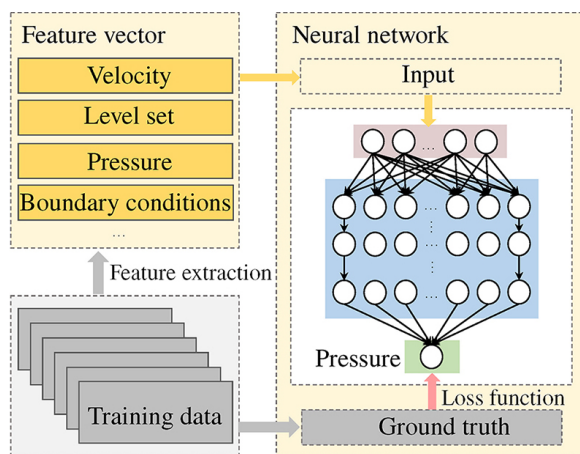 Feature vector
Velocity
Level set
Pressure
Boundary conditions
...
Feature extraction
Training data
Neural network
Input
...
...
...
...
Pressure
Loss function
Ground truth